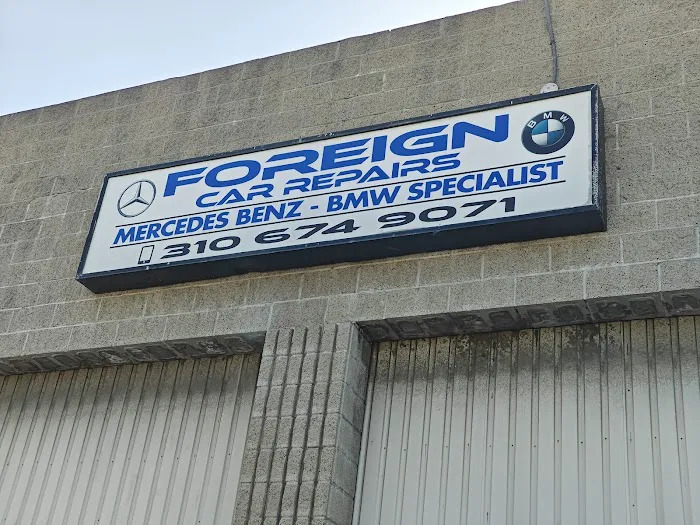 FOREIGN
CAR REPAIRS
MERCEDES BENZ - BMW SPECIALIST
310 674 9071
BMW